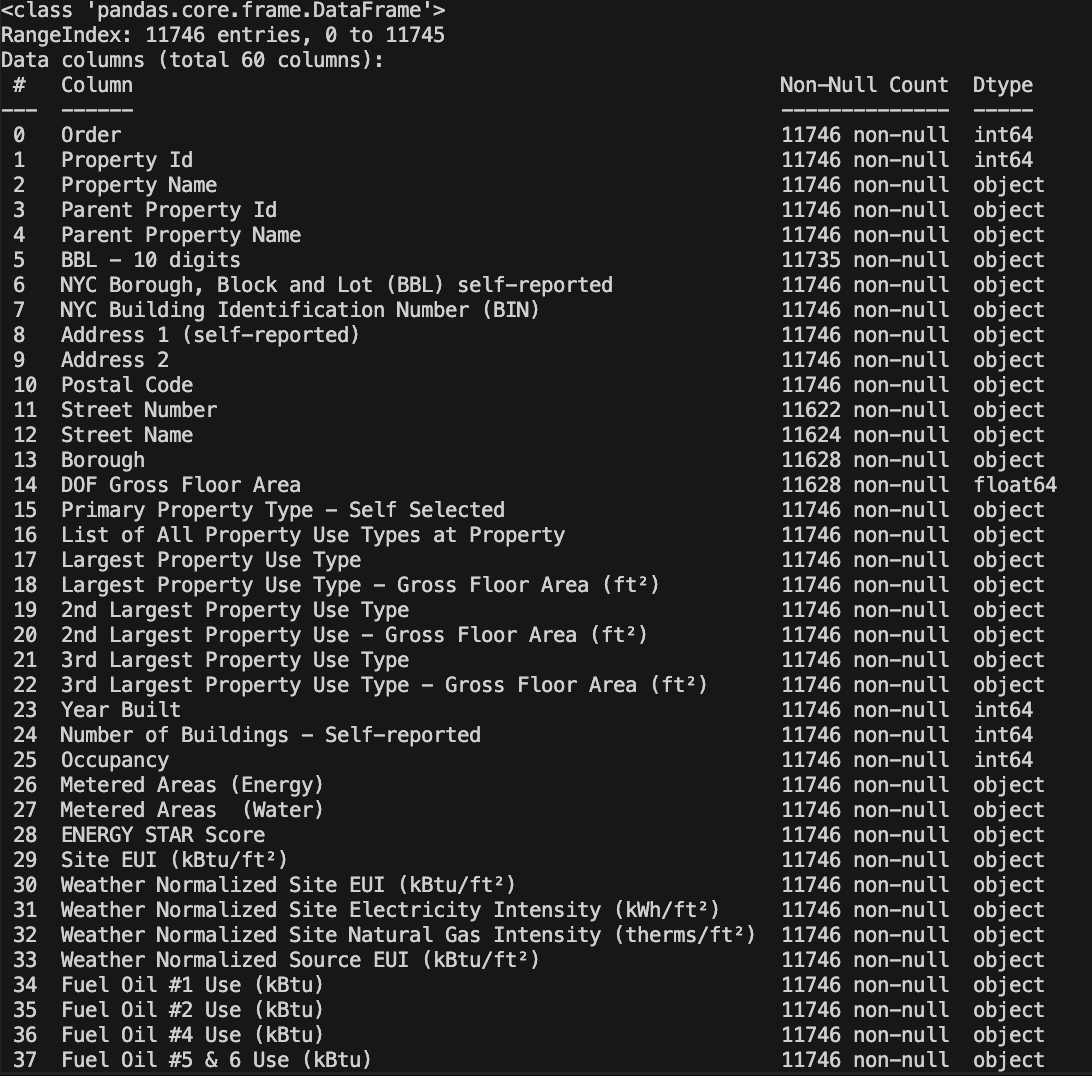 <class 'pandas.core.frame.DataFrame'>
RangeIndex: 11746 entries, 0 to 11745
Data columns (total 60 columns):
 #   Column                                                      Non-Null Count  Dtype
---  ------                                                      --------------  -----
 0   Order                                                       11746 non-null  int64
 1   Property Id                                                 11746 non-null  int64
 2   Property Name                                               11746 non-null  object
 3   Parent Property Id                                          11746 non-null  object
 4   Parent Property Name                                        11746 non-null  object
 5   BBL - 10 digits                                             11735 non-null  object
 6   NYC Borough, Block and Lot (BBL) self-reported              11746 non-null  object
 7   NYC Building Identification Number (BIN)                    11746 non-null  object
 8   Address 1 (self-reported)                                   11746 non-null  object
 9   Address 2                                                   11746 non-null  object
 10  Postal Code                                                 11746 non-null  object
 11  Street Number                                               11622 non-null  object
 12  Street Name                                                 11624 non-null  object
 13  Borough                                                     11628 non-null  object
 14  DOF Gross Floor Area                                        11628 non-null  float64
 15  Primary Property Type - Self Selected                       11746 non-null  object
 16  List of All Property Use Types at Property                  11746 non-null  object
 17  Largest Property Use Type                                   11746 non-null  object
 18  Largest Property Use Type - Gross Floor Area (ft²)          11746 non-null  object
 19  2nd Largest Property Use Type                               11746 non-null  object
 20  2nd Largest Property Use - Gross Floor Area (ft²)           11746 non-null  object
 21  3rd Largest Property Use Type                               11746 non-null  object
 22  3rd Largest Property Use Type - Gross Floor Area (ft²)      11746 non-null  object
 23  Year Built                                                  11746 non-null  int64
 24  Number of Buildings - Self-reported                         11746 non-null  int64
 25  Occupancy                                                   11746 non-null  int64
 26  Metered Areas (Energy)                                      11746 non-null  object
 27  Metered Areas  (Water)                                      11746 non-null  object
 28  ENERGY STAR Score                                           11746 non-null  object
 29  Site EUI (kBtu/ft²)                                         11746 non-null  object
 30  Weather Normalized Site EUI (kBtu/ft²)                      11746 non-null  object
 31  Weather Normalized Site Electricity Intensity (kWh/ft²)     11746 non-null  object
 32  Weather Normalized Site Natural Gas Intensity (therms/ft²)  11746 non-null  object
 33  Weather Normalized Source EUI (kBtu/ft²)                    11746 non-null  object
 34  Fuel Oil #1 Use (kBtu)                                      11746 non-null  object
 35  Fuel Oil #2 Use (kBtu)                                      11746 non-null  object
 36  Fuel Oil #4 Use (kBtu)                                      11746 non-null  object
 37  Fuel Oil #5 & 6 Use (kBtu)                                  11746 non-null  object